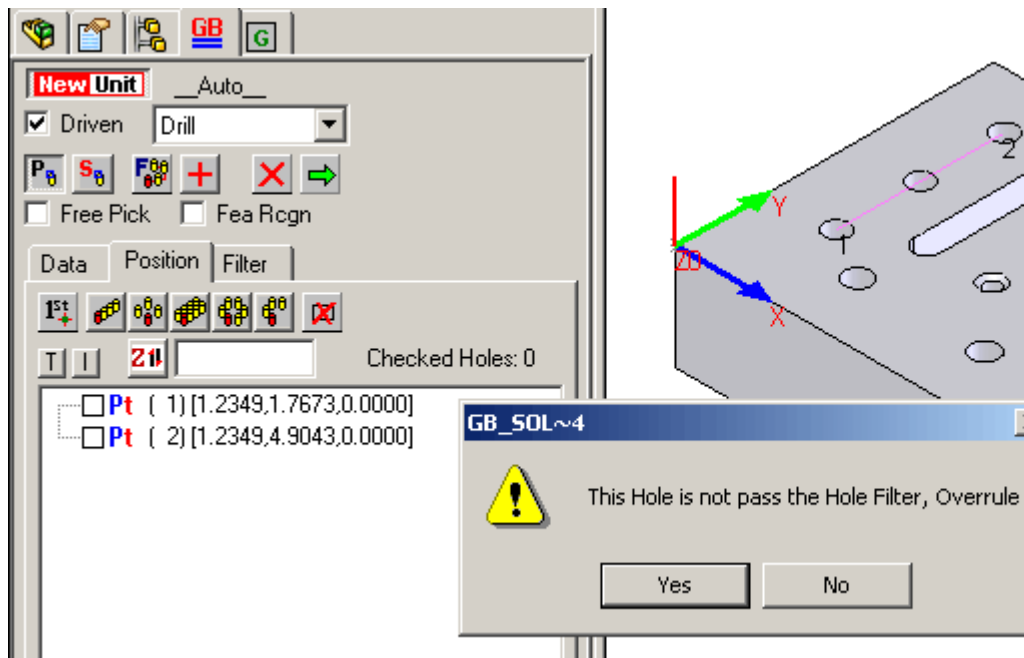 GB G
New Unit __Auto__
Driven Drill
P S F
Free Pick Fea Rcgn
Data Position Filter
1st
T I Z Checked Holes: 0
Pt ( 1) [1.2349,1.7673,0.0000]
Pt ( 2) [1.2349,4.9043,0.0000]
2
Y
1
X
GB_SOL~4
This Hole is not pass the Hole Filter, Overrule
Yes No